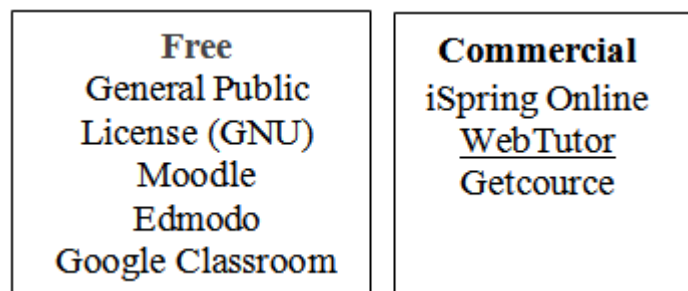 Free
General Public
License (GNU)
Moodle
Edmodo
Google Classroom
Commercial
iSpring Online
WebTutor
Getcource